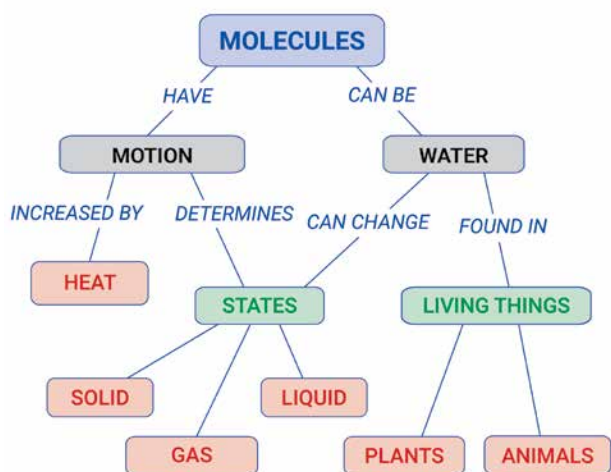 MOLECULES
HAVE
CAN BE
MOTION
WATER
INCREASED BY
DETERMINES
CAN CHANGE
FOUND IN
HEAT
STATES
LIVING THINGS
SOLID
LIQUID
GAS
PLANTS
ANIMALS